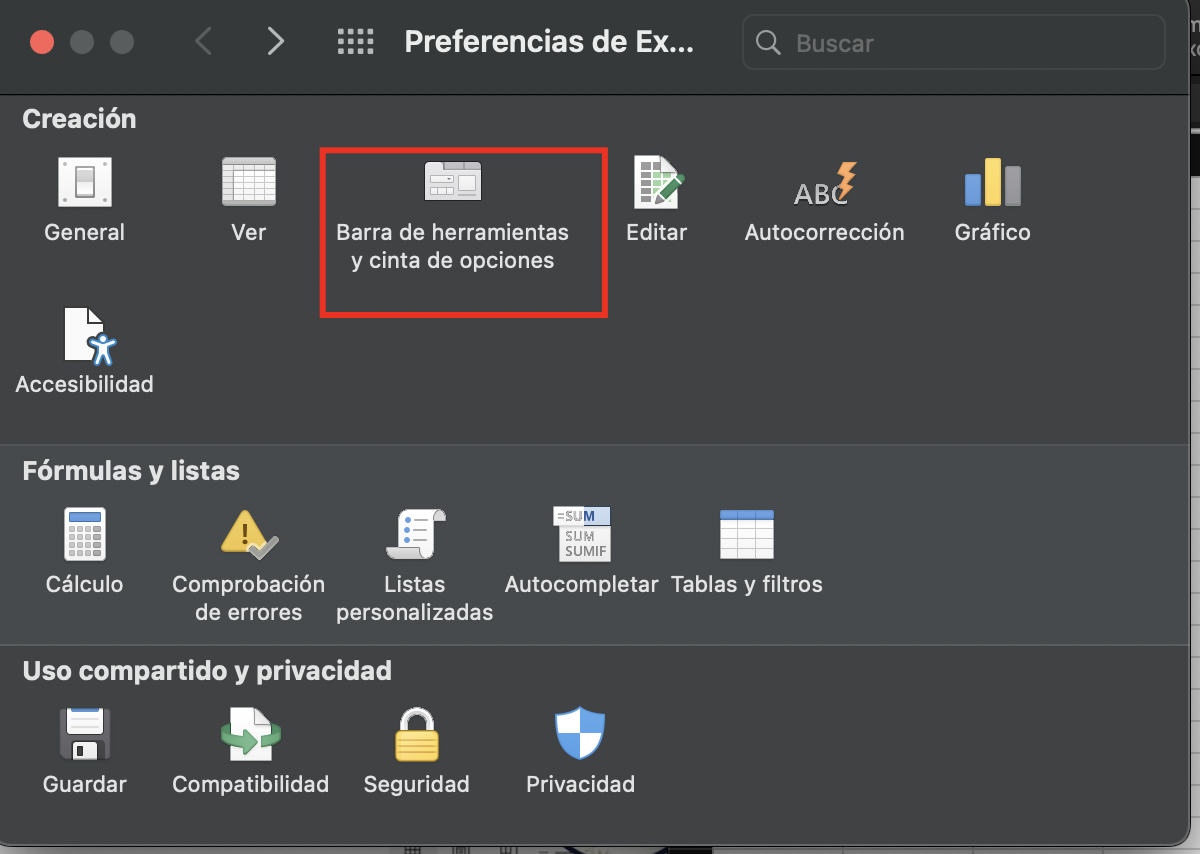 Preferencias de Ex...
Buscar
Creación
General
Ver
Barra de herramientas
y cinta de opciones
Editar
ABC
Autocorrección
Gráfico
Accesibilidad
Fórmulas y listas
Cálculo
Comprobación
de errores
Listas
personalizadas
=SUM
SUM
SUMIF
Autocompletar
Tablas y filtros
Uso compartido y privacidad
Guardar
Compatibilidad
Seguridad
Privacidad